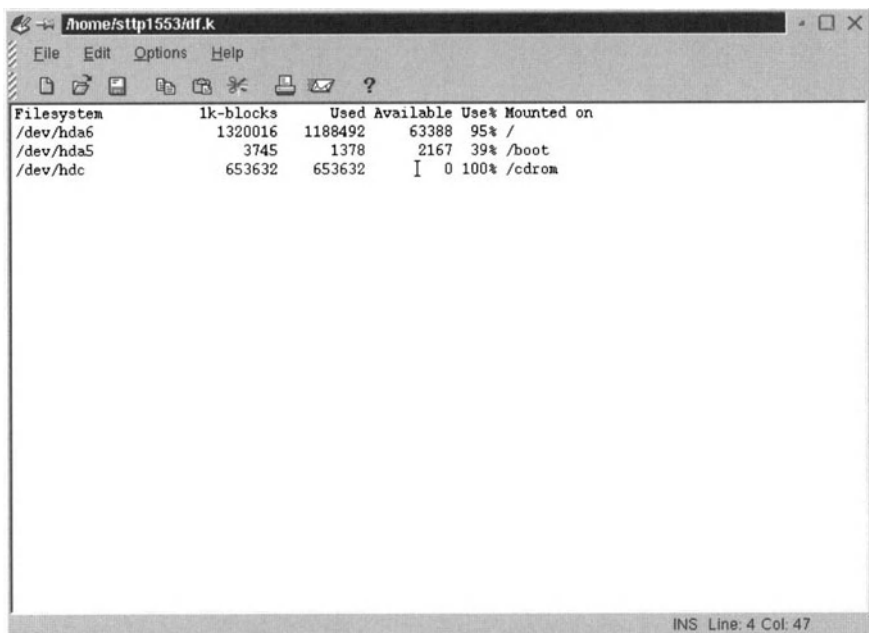 /home/sttp1553/df.k
File Edit Options Help
?
Filesystem 1k-blocks Used Available Use% Mounted on
/dev/hda6 1320016 1188492 63388 95% /
/dev/hda5 3745 1378 2167 39% /boot
/dev/hdc 653632 653632 0 100% /cdrom
INS Line: 4 Col: 47